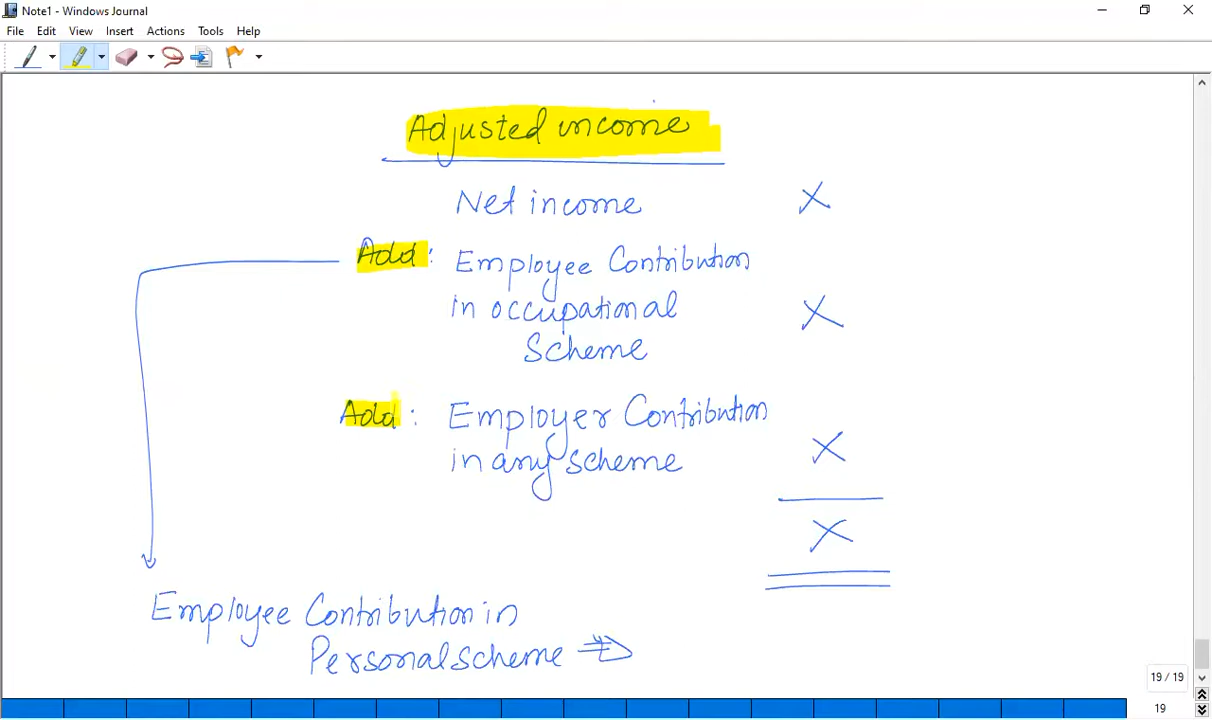 Note1 - Windows Journal
File Edit View Insert Actions Tools Help
Adjusted income
Net income X
Add: Employee Contribution
in occupational X
Scheme
Add: Employer Contribution
in any scheme X
X
Employee Contribution in
Personal scheme
19 / 19
19